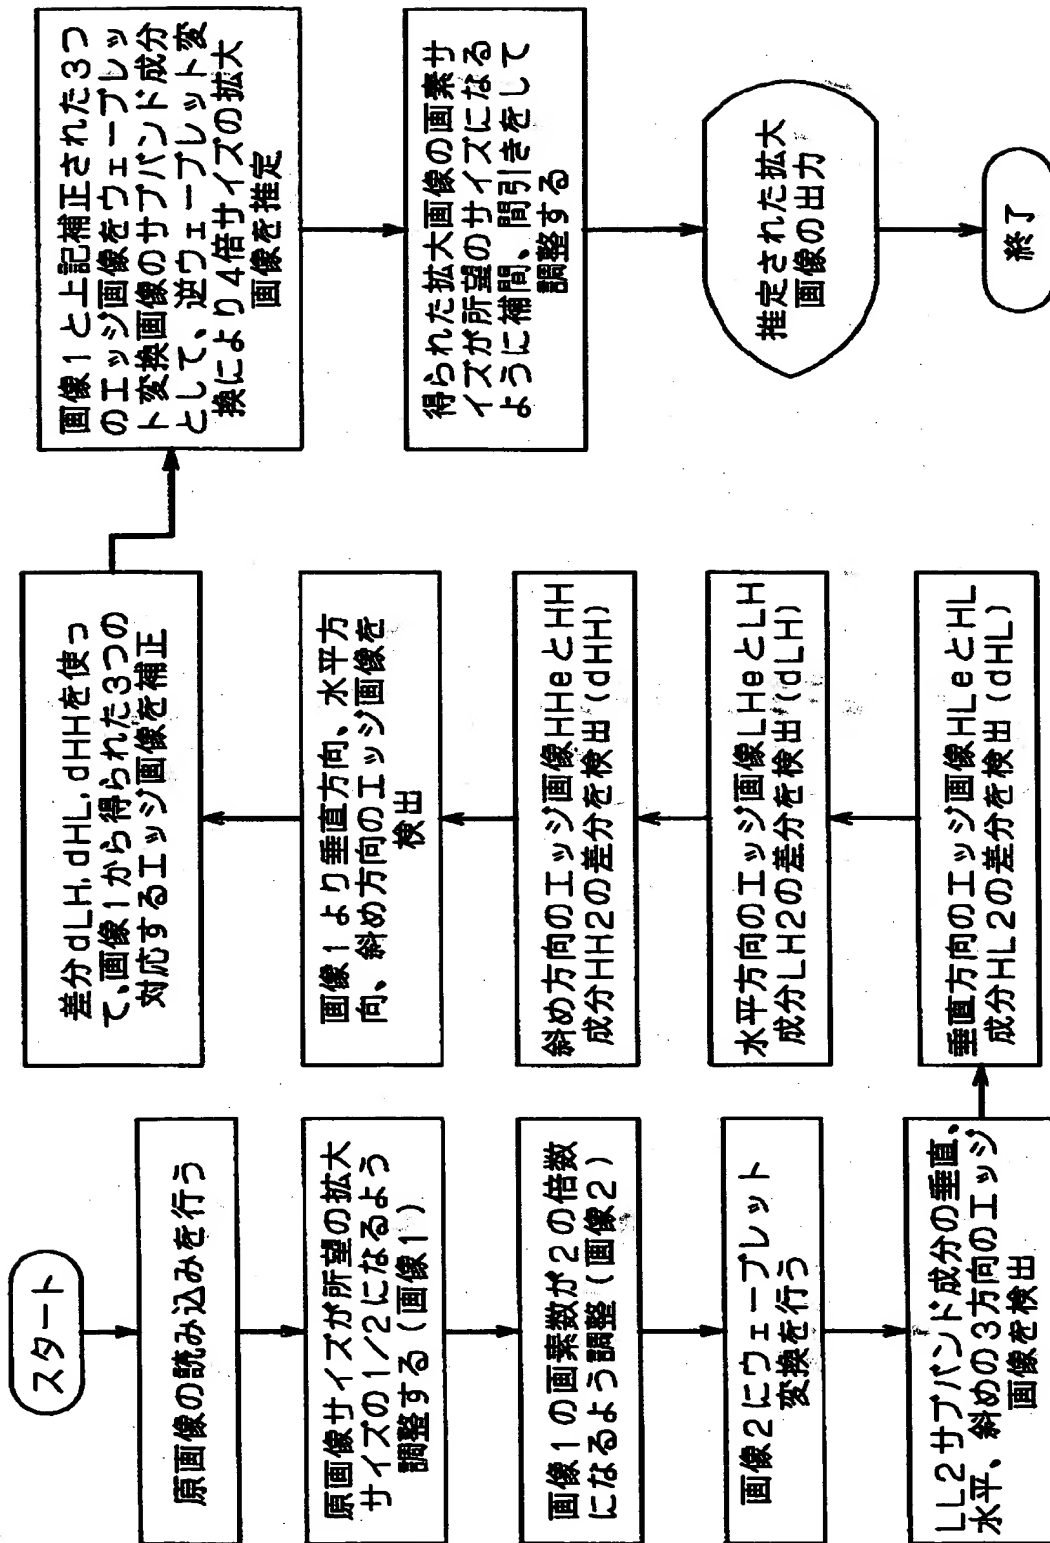 スタート
原画像の読み込みを行う
原画像サイズが所望の拡大
サイズの1/2になるよう
調整する(画像1)
画像1の画素数が2の倍数
になるよう調整(画像2)
画像2にウェーブレット
変換を行う
LL2サブバンド成分の垂直、
水平、斜めの3方向のエッジ
画像を検出
垂直方向のエッジ画像HLeとHL
成分HL2の差分を検出(dHL)
水平方向のエッジ画像LHeとLH
成分LH2の差分を検出(dLH)
斜め方向のエッジ画像HHeとHH
成分HH2の差分を検出(dHH)
画像1より垂直方向、水平方
向、斜め方向のエッジ画像を
検出
差分dLH,dHL,dHHを使っ
て、画像1から得られた3つの
対応するエッジ画像を補正
画像1と上記補正された3つ
のエッジ画像をウェーブレッ
ト変換画像のサブバンド成分
として、逆ウェーブレット変
換により4倍サイズの拡大
画像を推定
得られた拡大画像の画素サ
イズが所望のサイズになる
ように補間、間引きをして
調整する
推定された拡大
画像の出力
終了